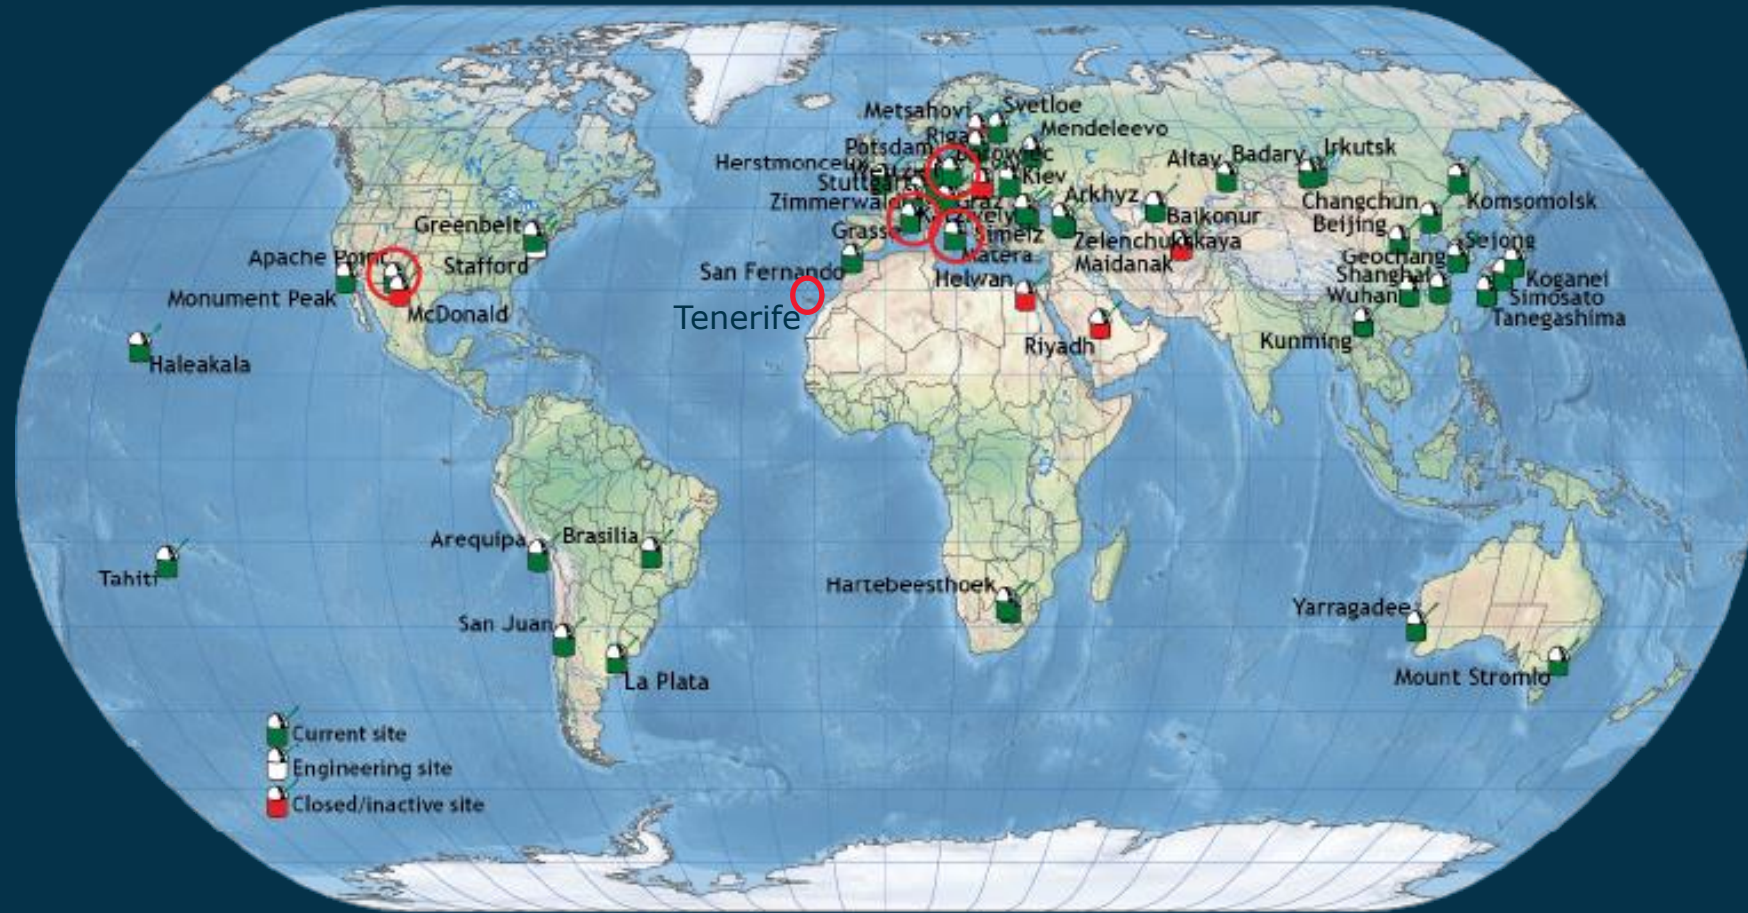 Metsahovi
Svetloe
Riga
Mendeleevo
Potsdam
Herstmonceux
Stuttgart
Kiev
Altay
Badary
Irkutsk
Zimmerwald
Graz
Arkhyz
Changchun
Komsomolsk
Baikonur
Beijing
Greenbelt
Grasse
Simeiz
Zelenchukskaya
Sejong
Apache Point
Stafford
San Fernando
Matera
Maidanak
Geochang
Shanghai
Koganei
Helwan
Monument Peak
McDonald
Tenerife
Wuhan
Simosato
Tanegashima
Haleakala
Riyadh
Kunming
Arequipa
Brasilia
Tahiti
Hartebeesthoek
Yarragadee
San Juan
La Plata
Mount Stromlo
Current site
Engineering site
Closed/inactive site